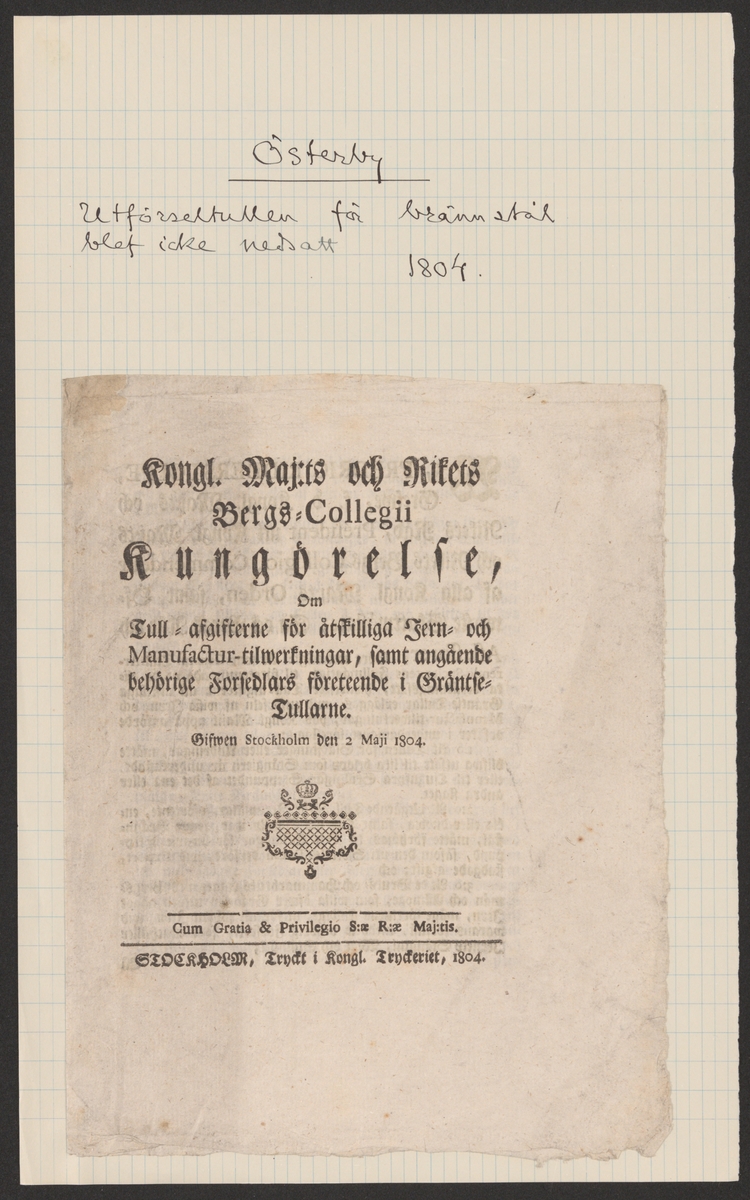 Österby
Utförseltullen för brännstål
blef icke nedsatt
1804.
Kongl. Maj:ts och Rikets
Bergs-Collegii
Kungörelse,
Om
Tull-afgifterne för åtskilliga Jern- och
Manufactur-tilwerkningar, samt angående
behörige Forsedlars företeende i Gräntse-
Tullarne.
Gifwen Stockholm den 2 Maji 1804.
Cum Gratia & Privilegio S:æ R:æ Maj:tis.
STOCKHOLM, Tryckt i Kongl. Tryckeriet, 1804.